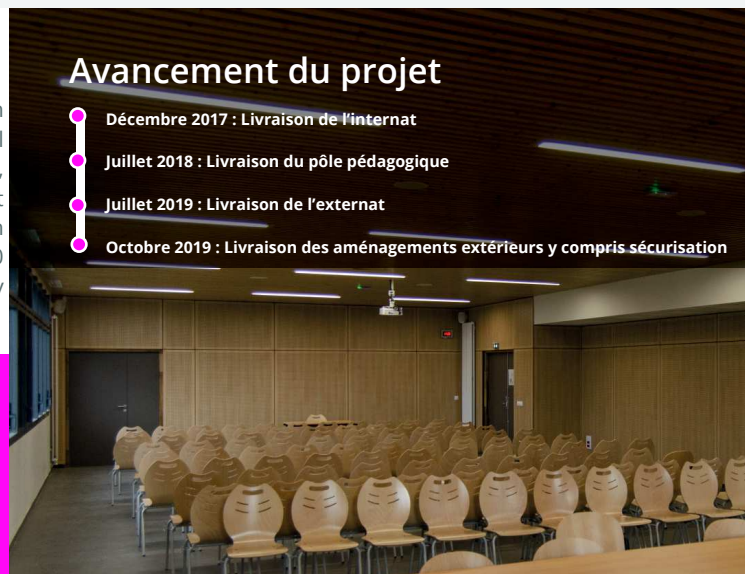 Avancement du projet
Décembre 2017 : Livraison de l’internat
Juillet 2018 : Livraison du pôle pédagogique
Juillet 2019 : Livraison de l’externat
Octobre 2019 : Livraison des aménagements extérieurs y compris sécurisation